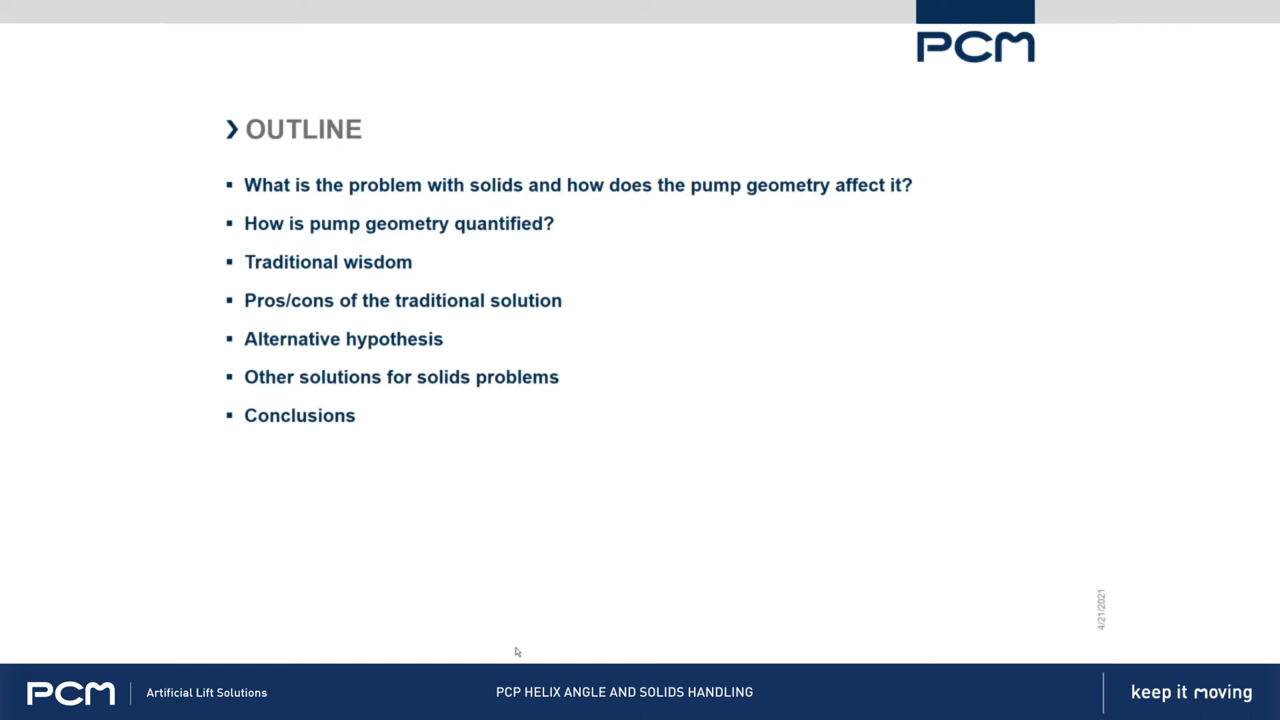 PCM
OUTLINE
What is the problem with solids and how does the pump geometry affect it?
How is pump geometry quantified?
Traditional wisdom
Pros/cons of the traditional solution
Alternative hypothesis
Other solutions for solids problems
Conclusions
4/21/2021
PCM
Artificial Lift Solutions
PCP HELIX ANGLE AND SOLIDS HANDLING
keep it moving